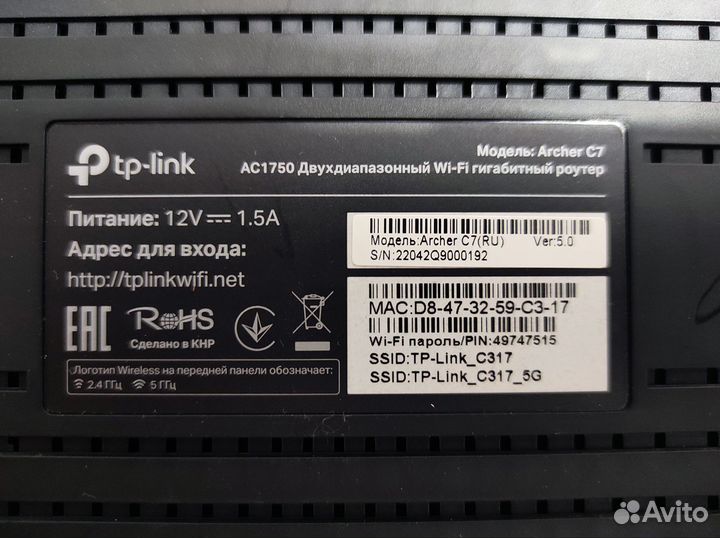 tp-link
Модель: Archer C7
AC1750 Двухдиапазонный Wi-Fi гигабитный роутер
Питание: 12V 1.5A
Адрес для входа:
http://tplinkwifi.net
Модель:Archer C7(RU) Ver:5.0
S/N:22042Q9000192
MAC:D8-47-32-59-C3-17
Wi-Fi пароль/PIN:49747515
SSID:TP-Link_C317
SSID:TP-Link_C317_5G
EAC
RoHS
Сделано в КНР
Логотип Wireless на передней панели обозначает:
2.4 ГГц 5 ГГц
Avito